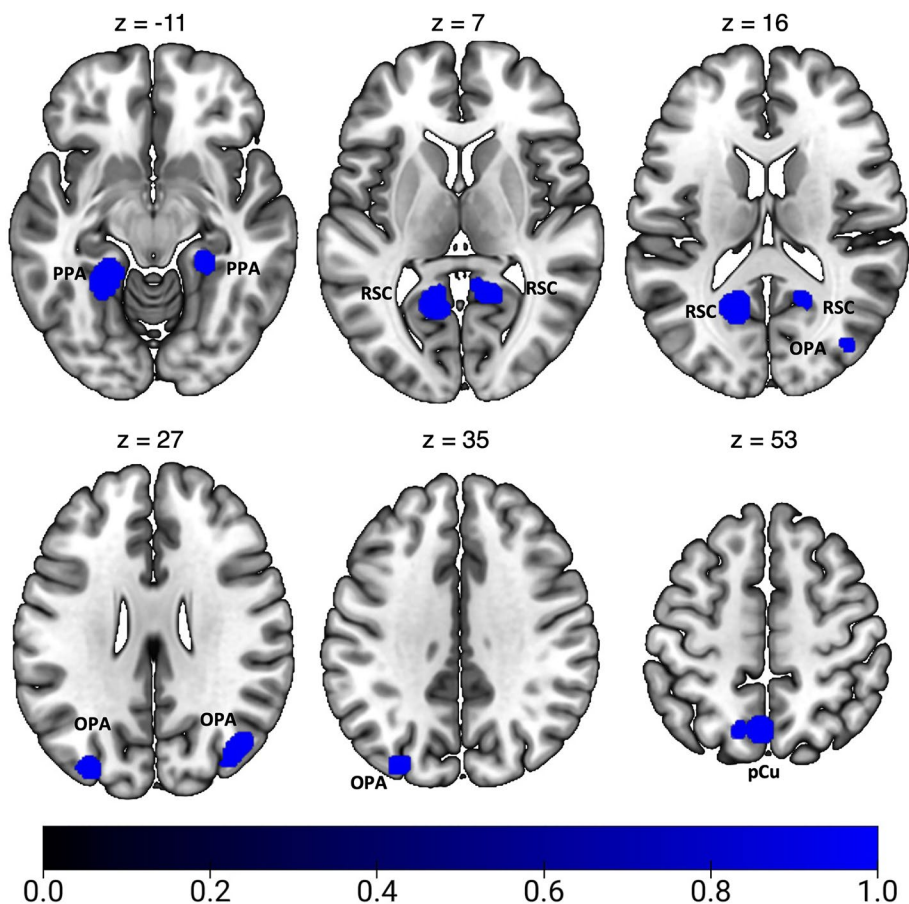 z = -11
z = 7
z = 16
PPA
PPA
RSC
RSC
RSC
RSC
OPA
z = 27
z = 35
z = 53
OPA
OPA
OPA
pCu
0.0 0.2 0.4 0.6 0.8 1.0